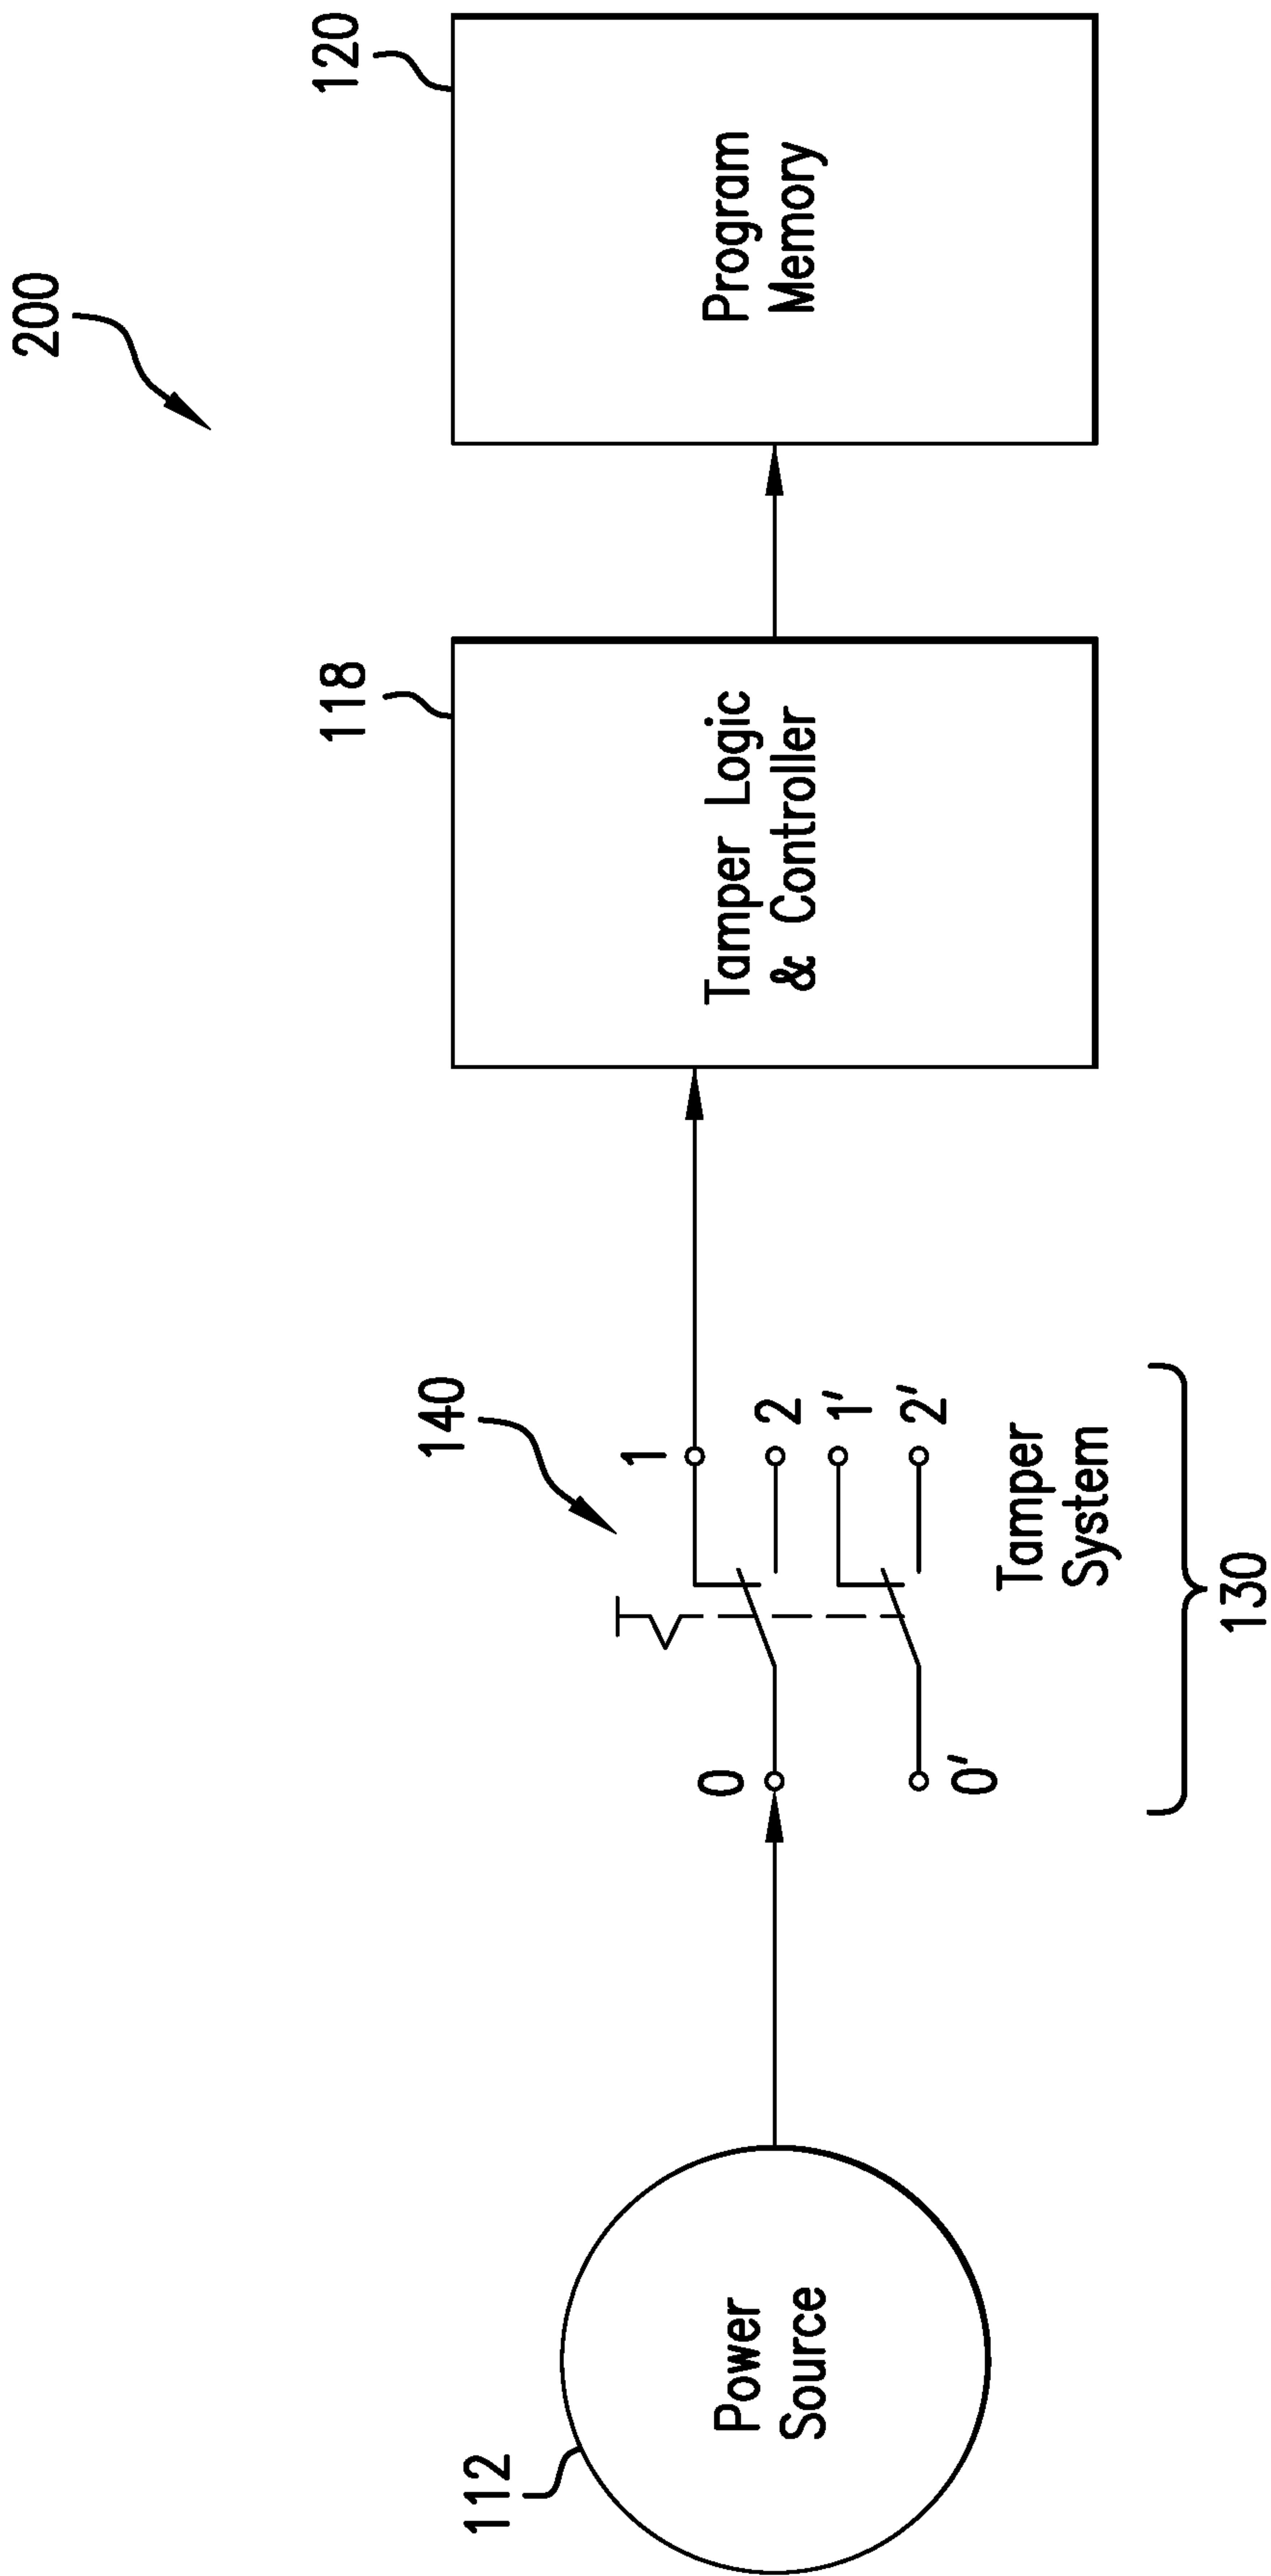 200
112
Power
Source
140
0
0'
1
2
1'
2'
Tamper
System
130
118
Tamper Logic
& Controller
120
Program
Memory